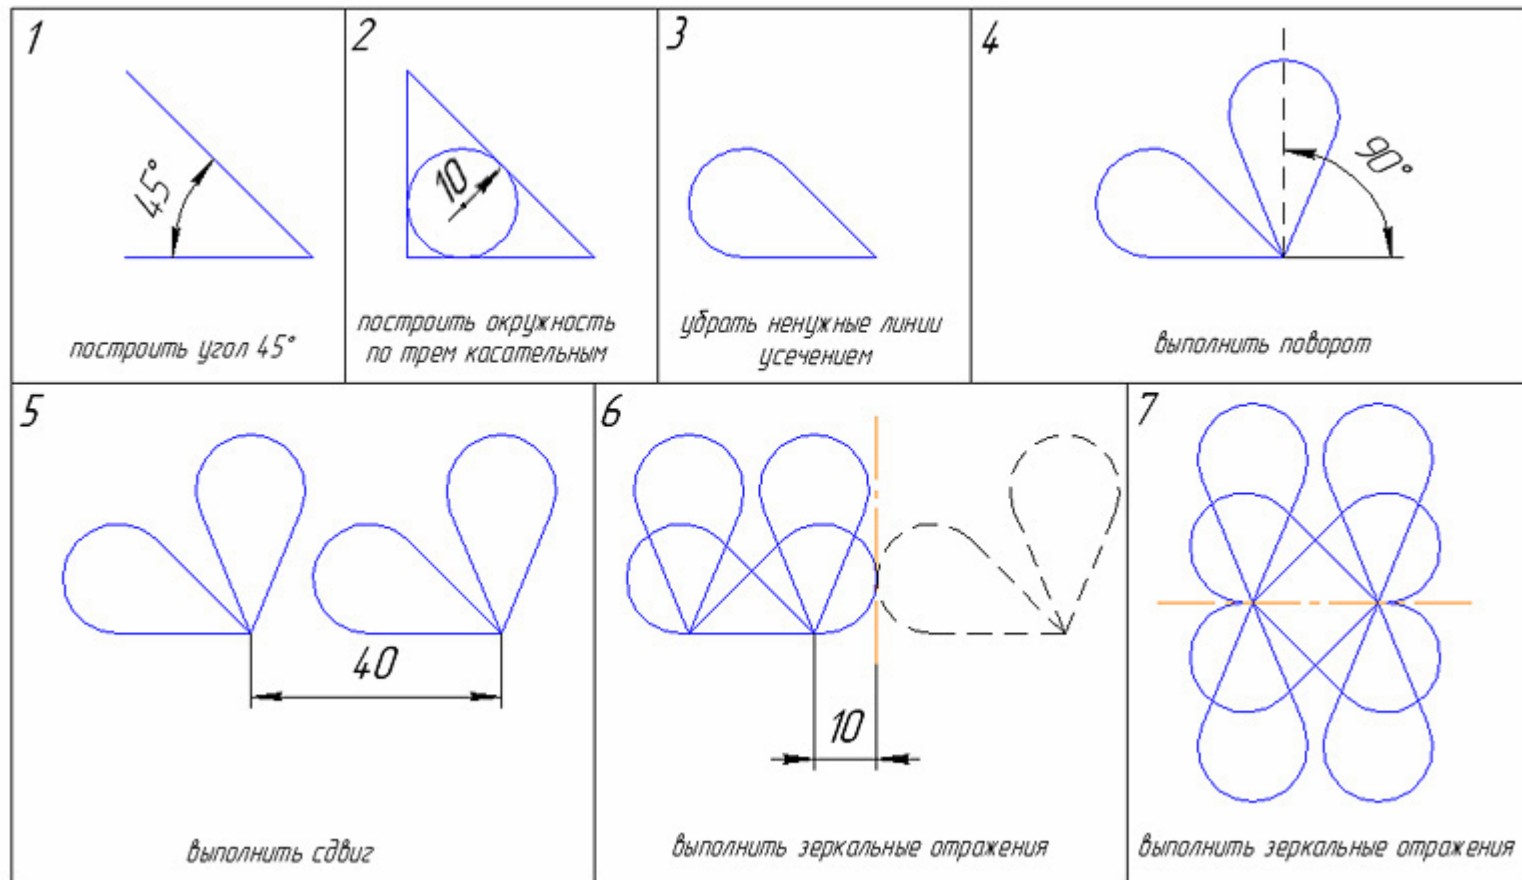 1
45°
построить угол 45°
2
10
построить окружность
по трем касательным
3
убрать ненужные линии
усечением
4
90°
выполнить поворот
5
40
выполнить сдвиг
6
10
выполнить зеркальные отражения
7
выполнить зеркальные отражения